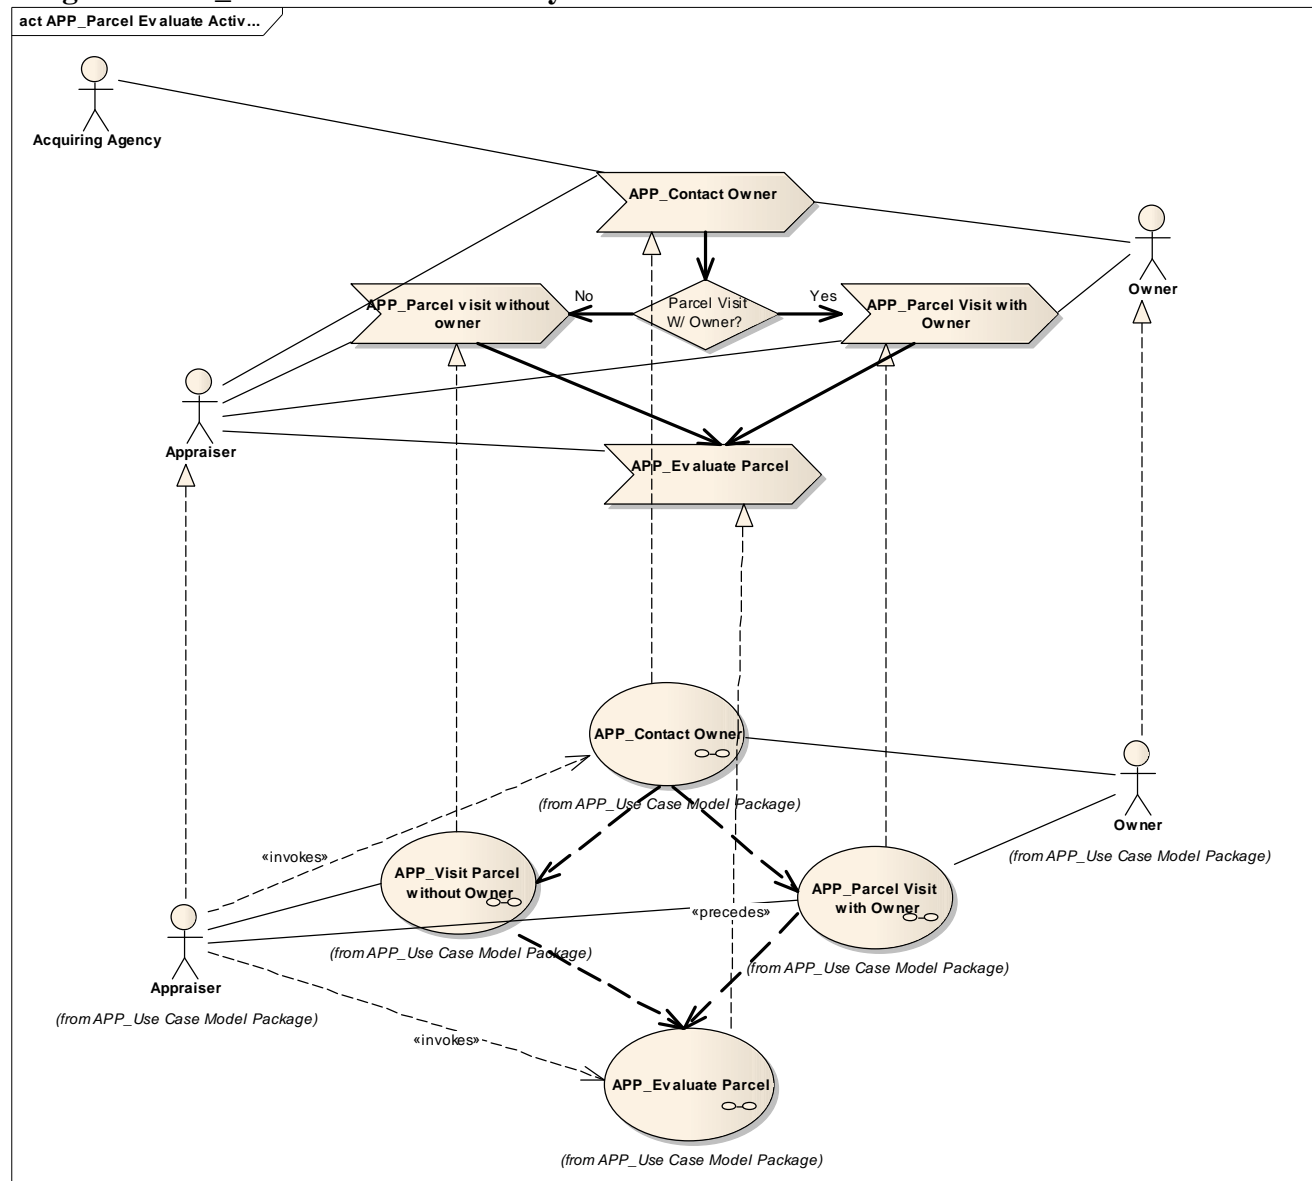 act APP_Parcel Evaluate Activ...
Acquiring Agency
APP_Contact Owner
Owner
APP_Parcel visit without
owner
No
Parcel Visit
W/ Owner?
Yes
APP_Parcel Visit with
Owner
Appraiser
APP_Evaluate Parcel
APP_Contact Owner
(from APP_Use Case Model Package)
Owner
(from APP_Use Case Model Package)
«invokes»
APP_Visit Parcel
without Owner
(from APP_Use Case Model Package)
«precedes»
APP_Parcel Visit
with Owner
(from APP_Use Case Model Package)
Appraiser
(from APP_Use Case Model Package)
«invokes»
APP_Evaluate Parcel
(from APP_Use Case Model Package)